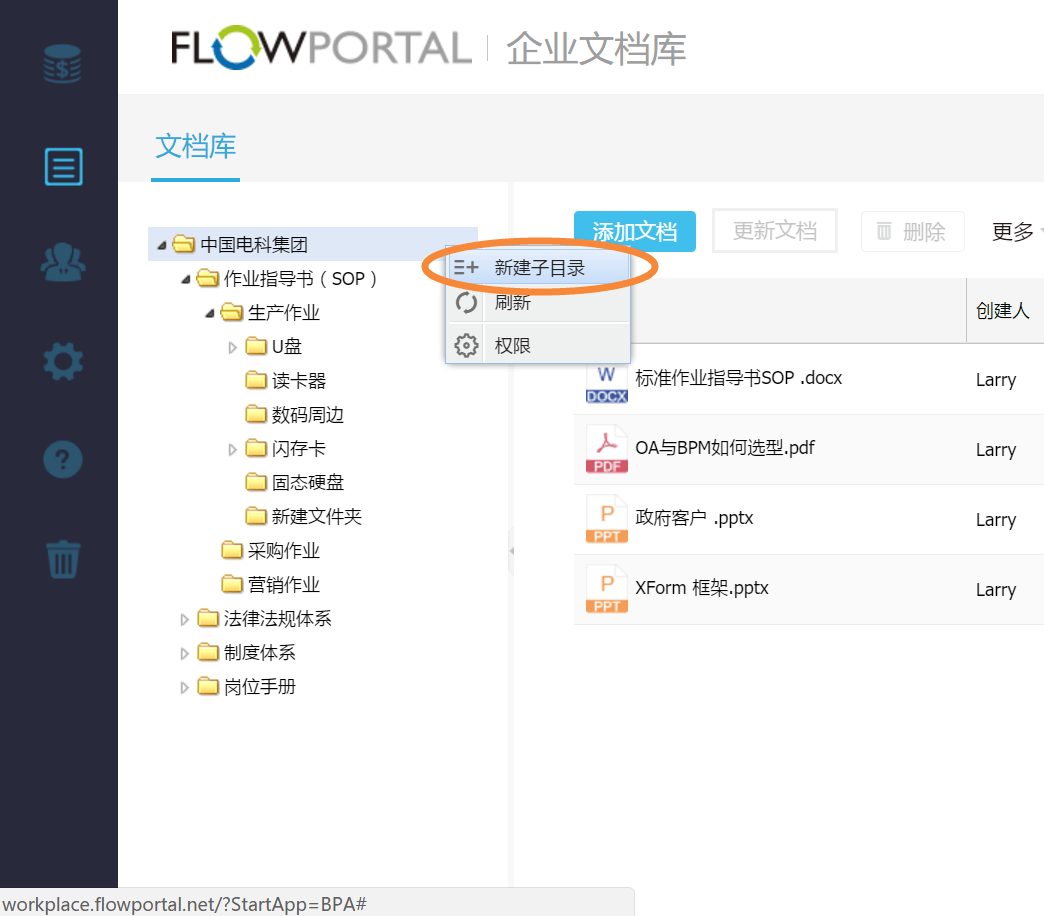 FLOWPORTAL 企业文档库
文档库
添加文档 更新文档 删除 更多
中国电科集团
作业指导书（SOP）
生产作业
U盘
读卡器
数码周边
闪存卡
固态硬盘
新建文件夹
采购作业
营销作业
法律法规体系
制度体系
岗位手册
新建子目录
刷新
权限
创建人
W
DOCX
标准作业指导书SOP .docx Larry
PDF
OA与BPM如何选型.pdf Larry
P
PPT
政府客户 .pptx Larry
P
PPT
XForm 框架.pptx Larry
workplace.flowportal.net/?StartApp=BPA#